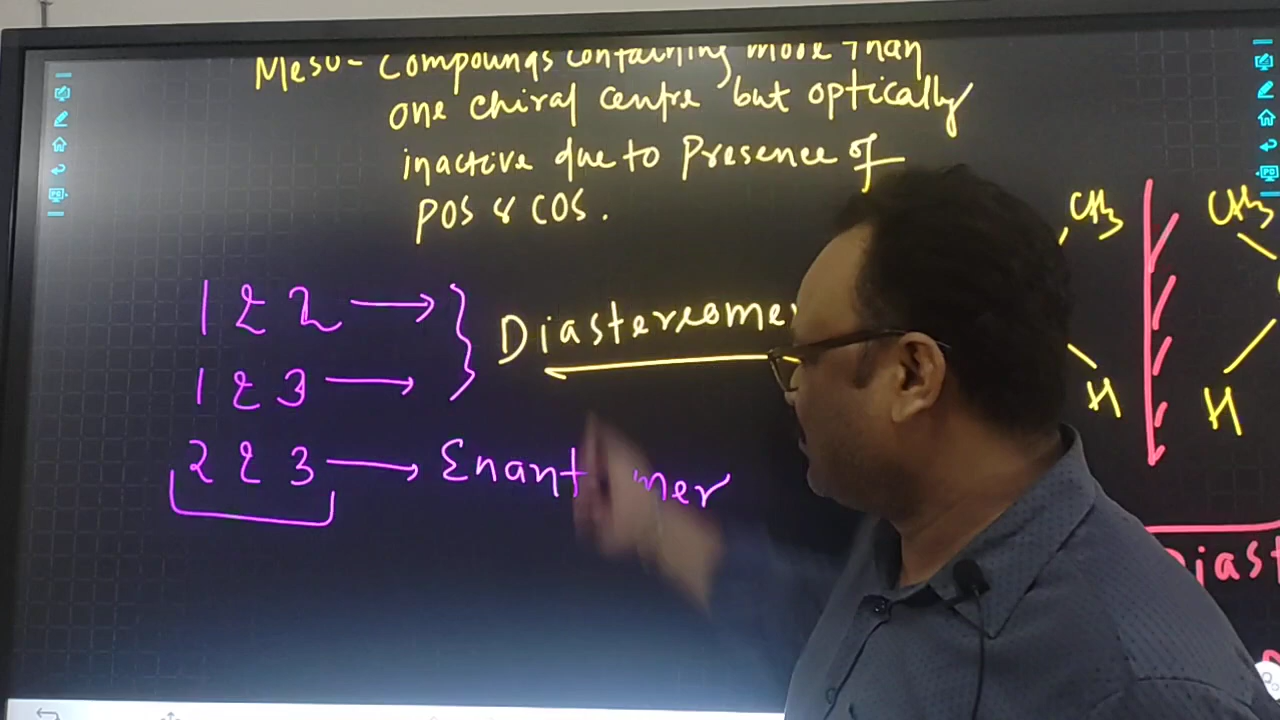 Meso - Compounds containing more than
one chiral centre but optically
inactive due to presence of
POS & COS.
1 & 2 →
Diastereome
1 & 3 →
2 & 3 → Enant mer
CH3
CH3
H
H
Diast